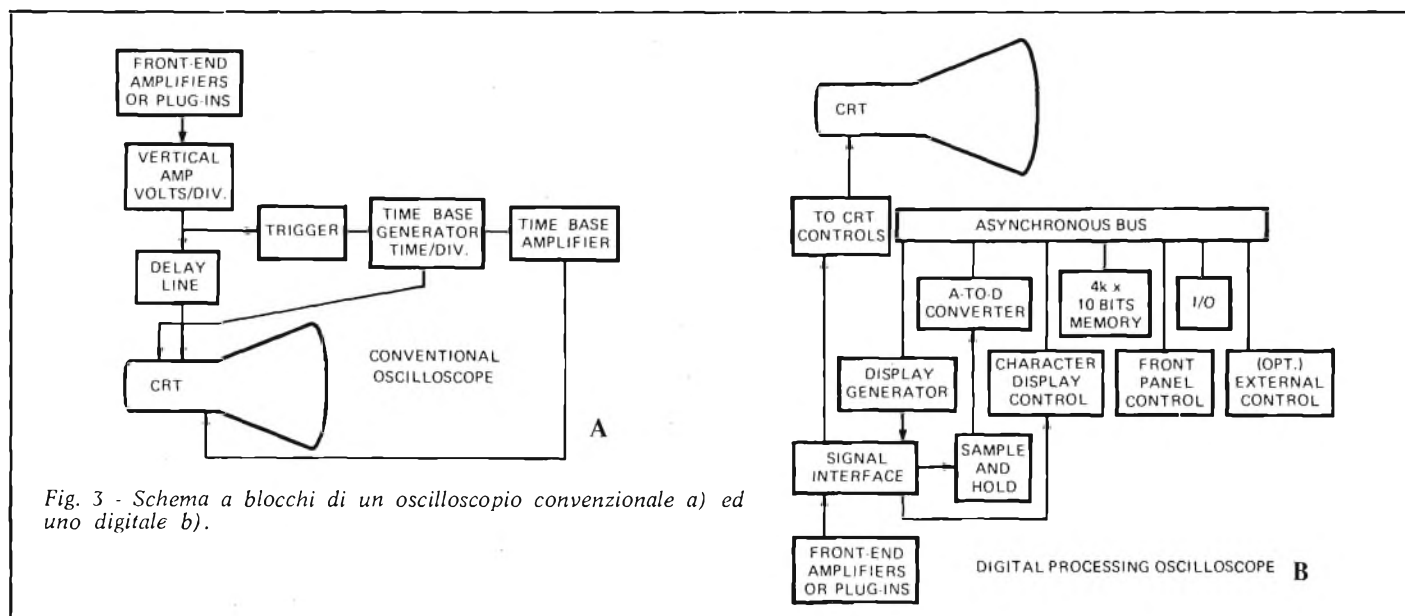 FRONT-END
AMPLIFIERS
OR PLUG-INS
VERTICAL
AMP
VOLTS/DIV.
TRIGGER
TIME BASE
GENERATOR
TIME/DIV.
TIME BASE
AMPLIFIER
DELAY
LINE
CRT
CONVENTIONAL
OSCILLOSCOPE
A
Fig. 3 - Schema a blocchi di un oscilloscopio convenzionale a) ed
uno digitale b).
CRT
TO CRT
CONTROLS
ASYNCHRONOUS BUS
A-TO-D
CONVERTER
4k x
10 BITS
MEMORY
I/O
DISPLAY
GENERATOR
CHARACTER
DISPLAY
CONTROL
FRONT
PANEL
CONTROL
(OPT.)
EXTERNAL
CONTROL
SIGNAL
INTERFACE
SAMPLE
AND
HOLD
FRONT-END
AMPLIFIERS
OR PLUG-INS
DIGITAL PROCESSING OSCILLOSCOPE B